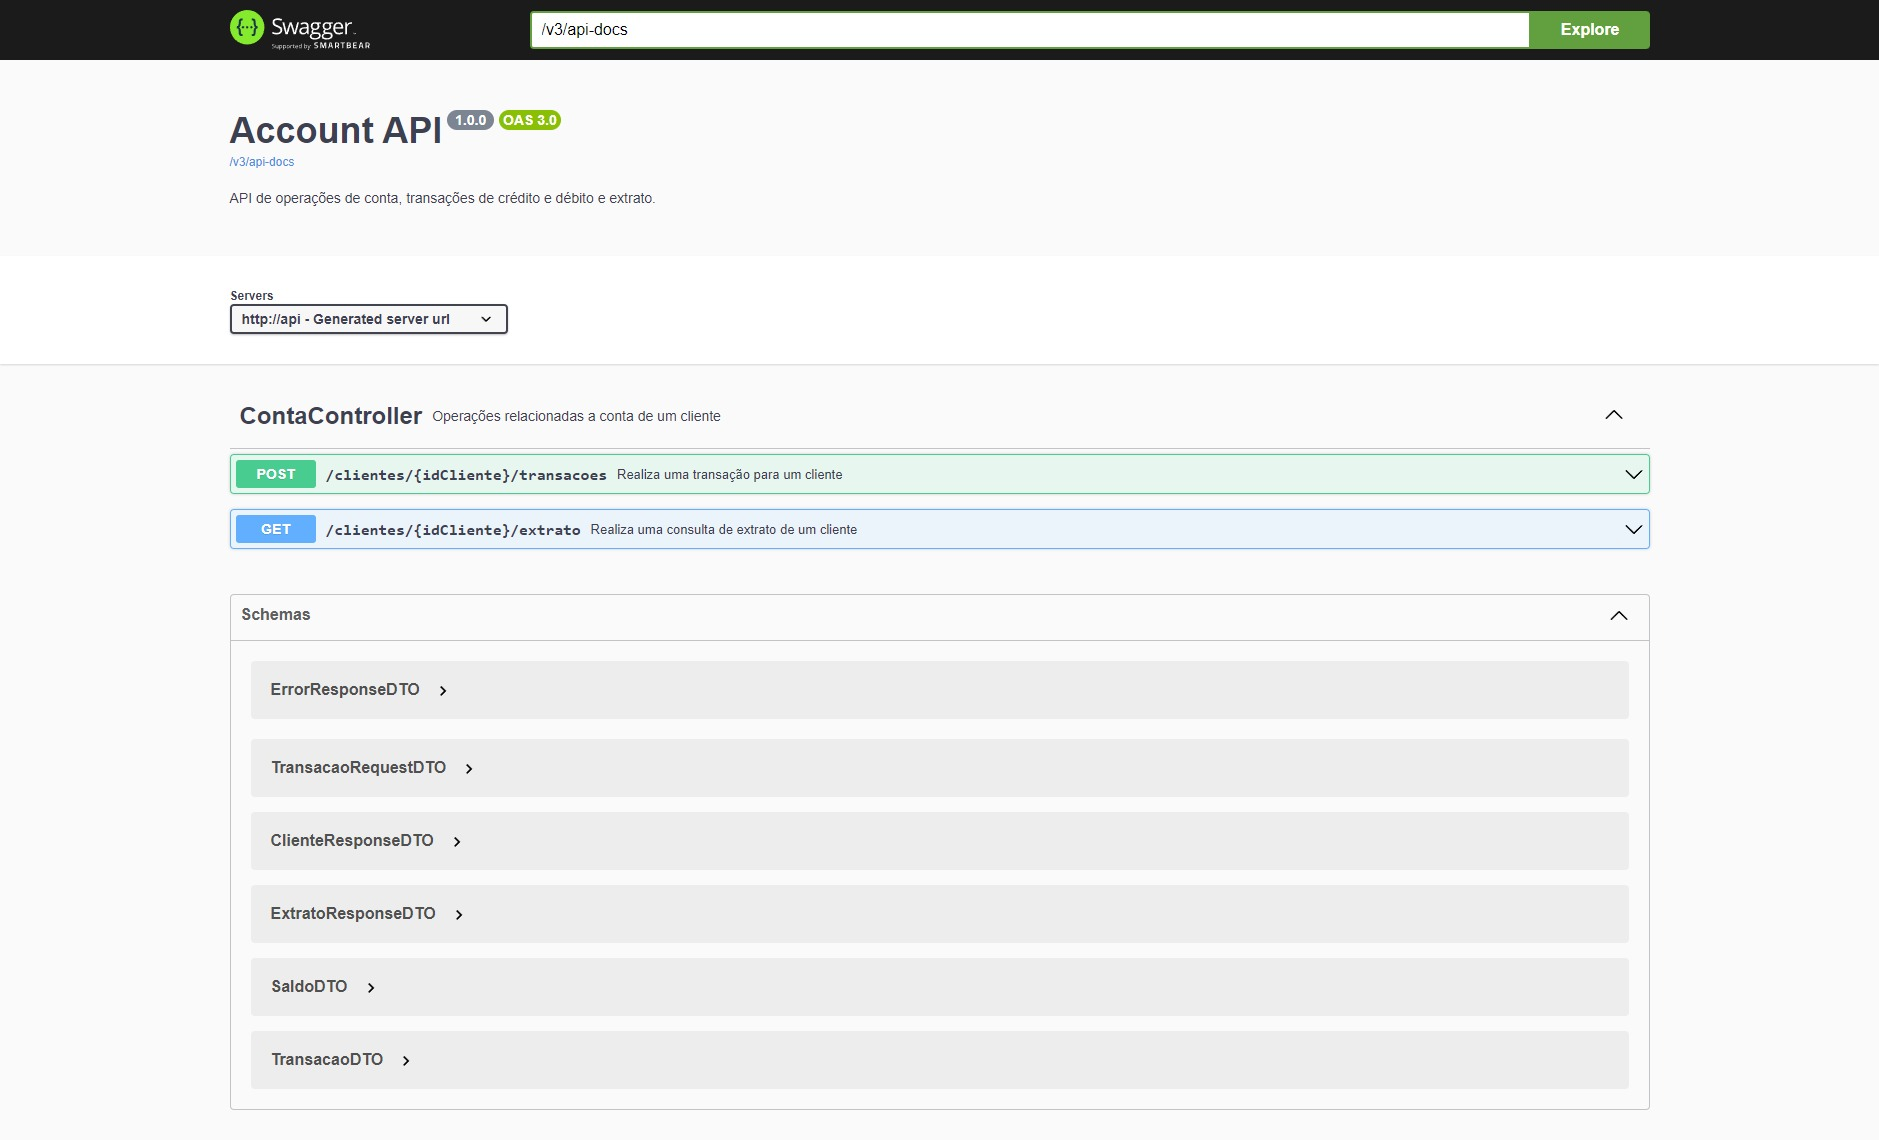 Swagger
Supported by SMARTBEAR
/v3/api-docs
Explore
Account API 1.0.0 OAS 3.0
/v3/api-docs
API de operações de conta, transações de crédito e débito e extrato.
Servers
http://api - Generated server url
ContaController Operações relacionadas a conta de um cliente
POST /clientes/{idCliente}/transacoes Realiza uma transação para um cliente
GET /clientes/{idCliente}/extrato Realiza uma consulta de extrato de um cliente
Schemas
ErrorResponseDTO
TransacaoRequestDTO
ClienteResponseDTO
ExtratoResponseDTO
SaldoDTO
TransacaoDTO